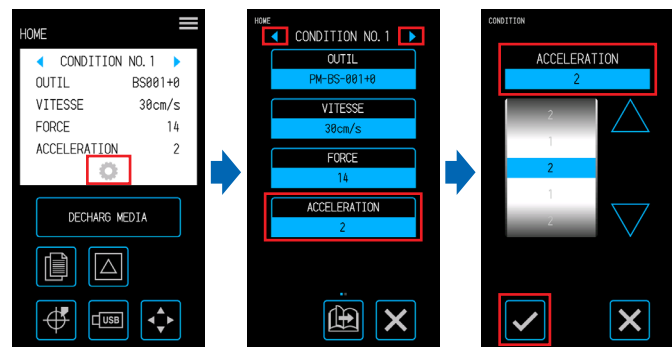 HOME
CONDITION NO. 1
OUTIL BS001+0
VITESSE 30cm/s
FORCE 14
ACCELERATION 2
DECHARG MEDIA
USB
HOME
CONDITION NO. 1
OUTIL
PM-BS-001+0
VITESSE
30cm/s
FORCE
14
ACCELERATION
2
CONDITION
ACCELERATION
2
2
1
2
1
2